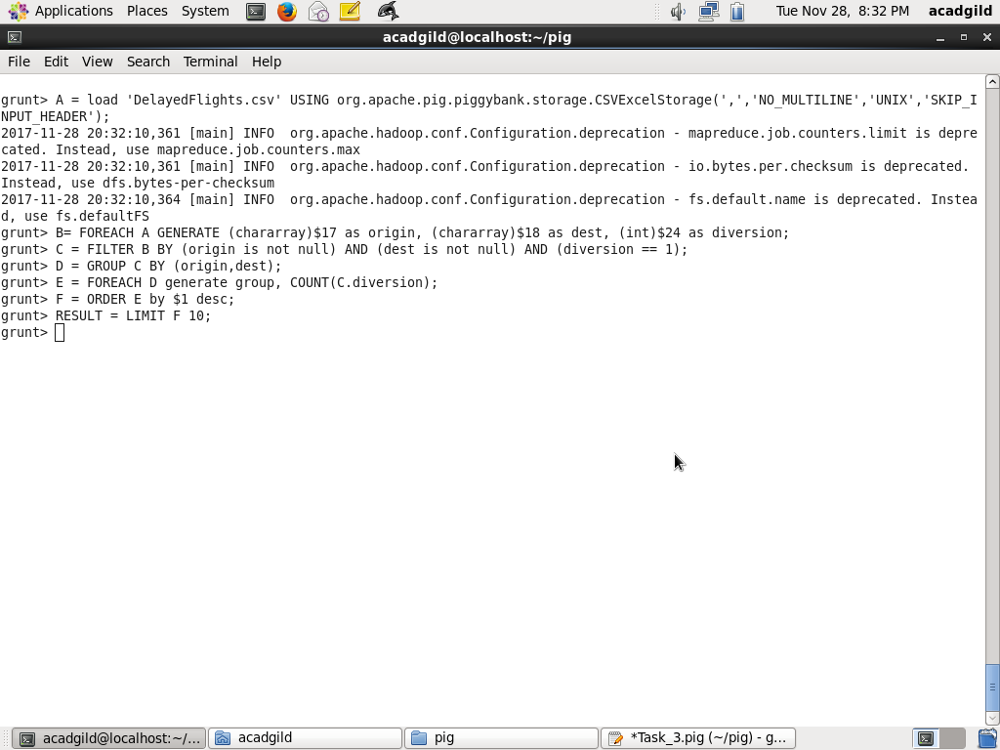 Applications Places System Tue Nov 28, 8:32 PM acadgild
acadgild@localhost:~/pig
File Edit View Search Terminal Help
grunt> A = load 'DelayedFlights.csv' USING org.apache.pig.piggybank.storage.CSVExcelStorage(',','NO_MULTILINE','UNIX','SKIP_I
NPUT_HEADER');
2017-11-28 20:32:10,361 [main] INFO  org.apache.hadoop.conf.Configuration.deprecation - mapreduce.job.counters.limit is depre
cated. Instead, use mapreduce.job.counters.max
2017-11-28 20:32:10,361 [main] INFO  org.apache.hadoop.conf.Configuration.deprecation - io.bytes.per.checksum is deprecated.
Instead, use dfs.bytes-per-checksum
2017-11-28 20:32:10,364 [main] INFO  org.apache.hadoop.conf.Configuration.deprecation - fs.default.name is deprecated. Instea
d, use fs.defaultFS
grunt> B= FOREACH A GENERATE (chararray)$17 as origin, (chararray)$18 as dest, (int)$24 as diversion;
grunt> C = FILTER B BY (origin is not null) AND (dest is not null) AND (diversion == 1);
grunt> D = GROUP C BY (origin,dest);
grunt> E = FOREACH D generate group, COUNT(C.diversion);
grunt> F = ORDER E by $1 desc;
grunt> RESULT = LIMIT F 10;
grunt>
acadgild@localhost:~/... acadgild pig *Task_3.pig (~/pig) - g...